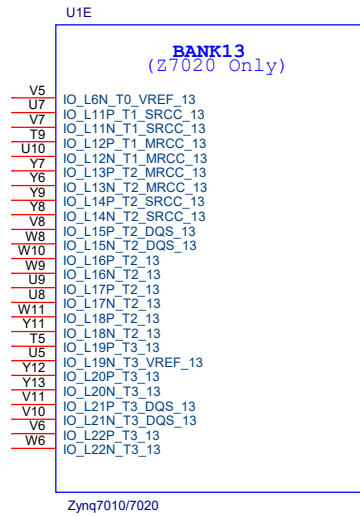 U1E
BANK13
(Z7020 Only)
V5 IO_L6N_T0_VREF_13
U7 IO_L11P_T1_SRCC_13
V7 IO_L11N_T1_SRCC_13
T9 IO_L12P_T1_MRCC_13
U10 IO_L12N_T1_MRCC_13
Y7 IO_L13P_T2_MRCC_13
Y6 IO_L13N_T2_MRCC_13
Y9 IO_L14P_T2_SRCC_13
Y8 IO_L14N_T2_SRCC_13
V8 IO_L15P_T2_DQS_13
W8 IO_L15N_T2_DQS_13
W10 IO_L16P_T2_13
W9 IO_L16N_T2_13
U9 IO_L17P_T2_13
U8 IO_L17N_T2_13
W11 IO_L18P_T2_13
Y11 IO_L18N_T2_13
T5 IO_L19P_T3_13
U5 IO_L19N_T3_VREF_13
Y12 IO_L20P_T3_13
Y13 IO_L20N_T3_13
V11 IO_L21P_T3_DQS_13
V10 IO_L21N_T3_DQS_13
V6 IO_L22P_T3_13
W6 IO_L22N_T3_13
Zynq7010/7020